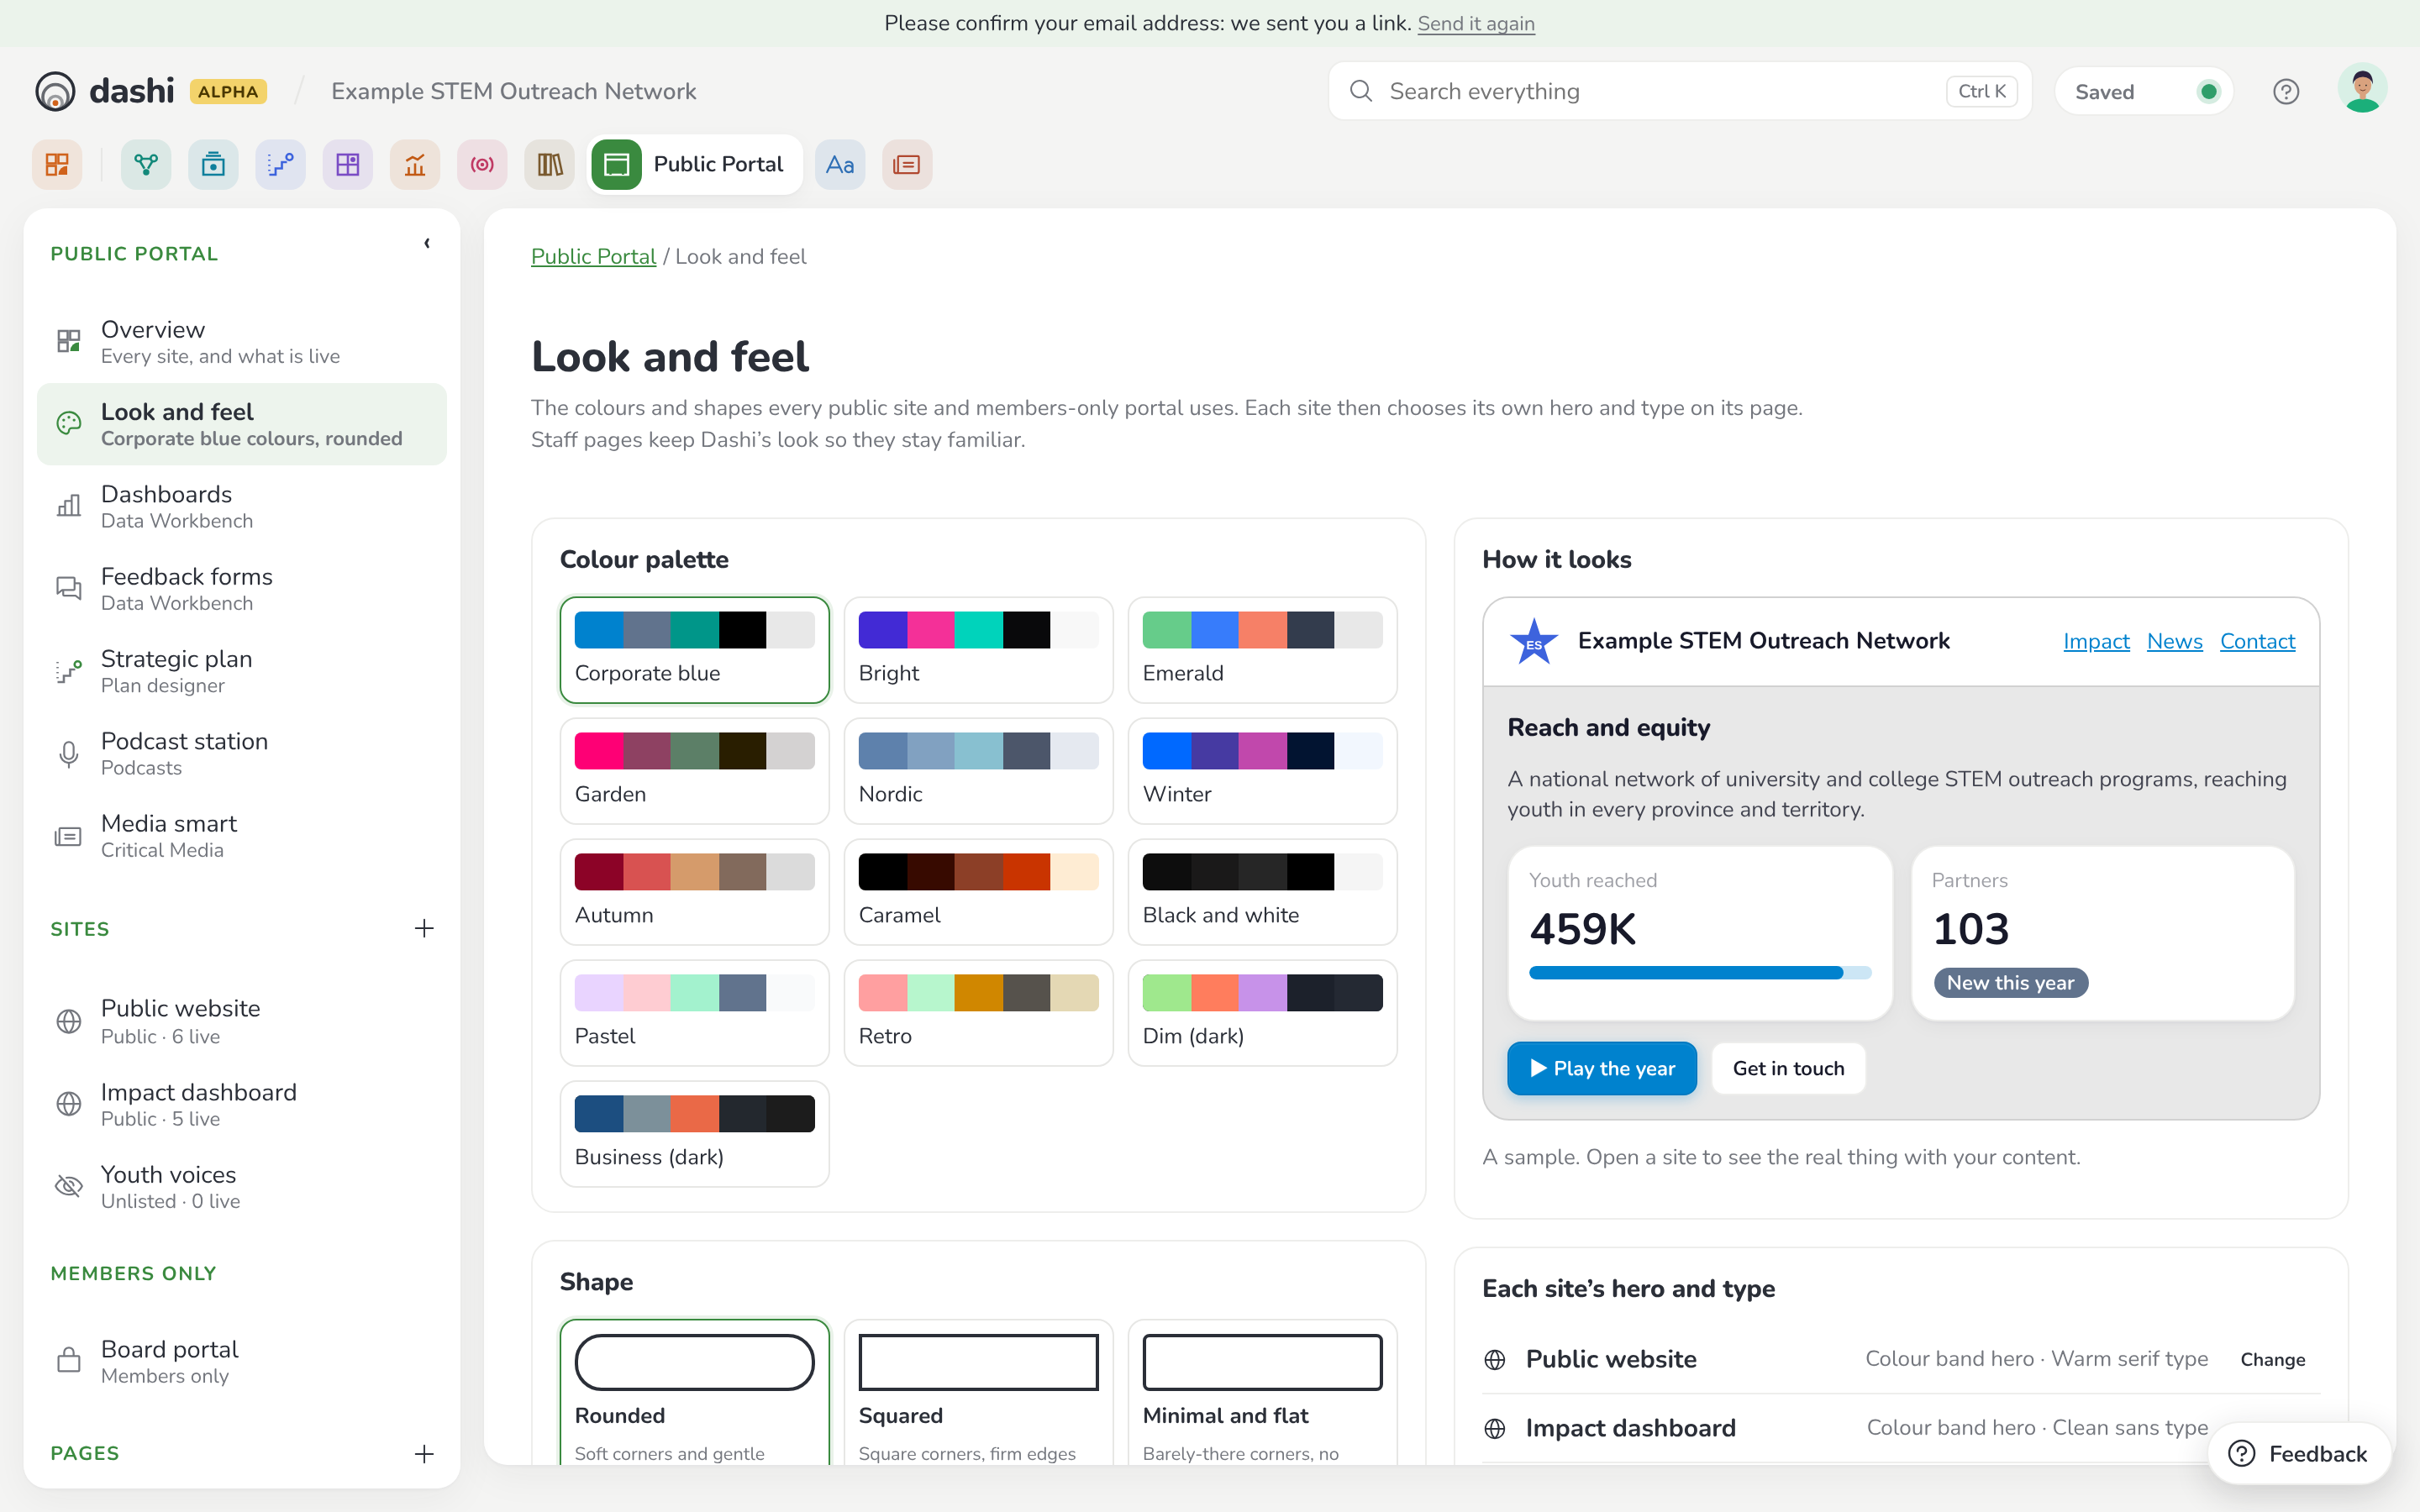 Please confirm your email address: we sent you a link. Send it again
dashi ALPHA / Example STEM Outreach Network
Search everything Ctrl K
Saved
Public Portal
Aa
PUBLIC PORTAL
Overview
Every site, and what is live
Look and feel
Corporate blue colours, rounded
Dashboards
Data Workbench
Feedback forms
Data Workbench
Strategic plan
Plan designer
Podcast station
Podcasts
Media smart
Critical Media
SITES
Public website
Public · 6 live
Impact dashboard
Public · 5 live
Youth voices
Unlisted · 0 live
MEMBERS ONLY
Board portal
Members only
PAGES
Public Portal / Look and feel
Look and feel
The colours and shapes every public site and members-only portal uses. Each site then chooses its own hero and type on its page.
Staff pages keep Dashi’s look so they stay familiar.
Colour palette
Corporate blue
Bright
Emerald
Garden
Nordic
Winter
Autumn
Caramel
Black and white
Pastel
Retro
Dim (dark)
Business (dark)
Shape
Rounded
Soft corners and gentle
Squared
Square corners, firm edges
Minimal and flat
Barely-there corners, no
How it looks
ES
Example STEM Outreach Network
Impact News Contact
Reach and equity
A national network of university and college STEM outreach programs, reaching
youth in every province and territory.
Youth reached
459K
Partners
103
New this year
Play the year
Get in touch
A sample. Open a site to see the real thing with your content.
Each site’s hero and type
Public website Colour band hero · Warm serif type Change
Impact dashboard Colour band hero · Clean sans type
Feedback